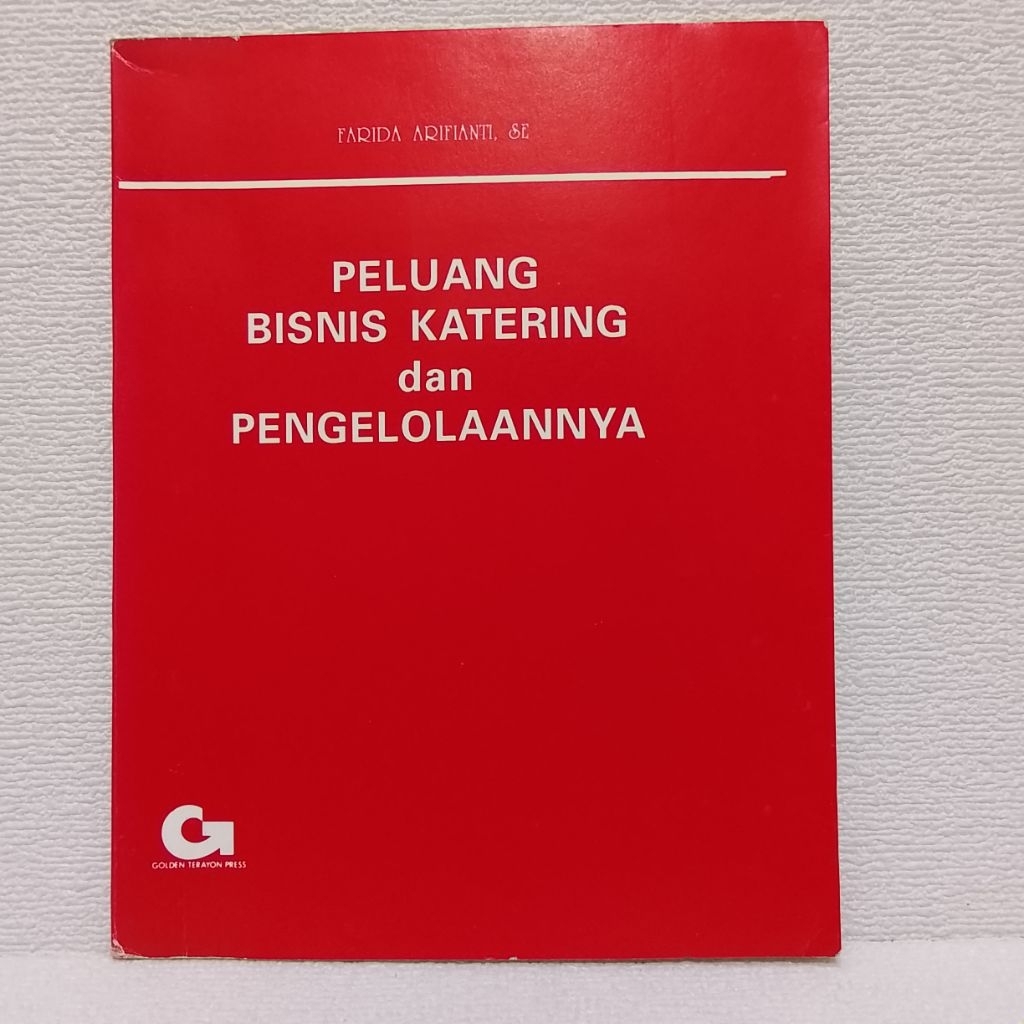 FARIDA ARIFIANTI, SE
PELUANG
BISNIS KATERING
dan
PENGELOLAANNYA
GOLDEN TERAYON PRESS